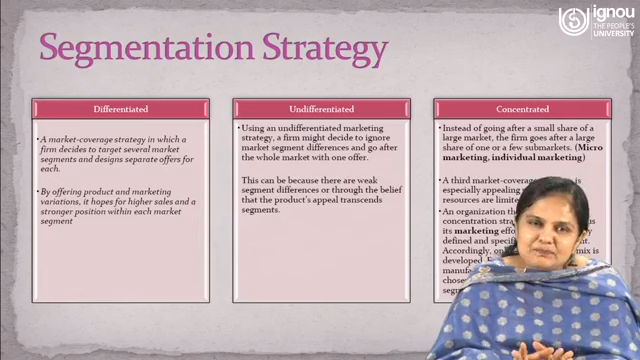 ignou
THE PEOPLE'S
UNIVERSITY
Segmentation Strategy
Differentiated
•A market-coverage strategy in which a
firm decides to target several market
segments and designs separate offers for
each.
•By offering product and marketing
variations, it hopes for higher sales and a
stronger position within each market
segment
Undifferentiated
•Using an undifferentiated marketing
strategy, a firm might decide to ignore
market segment differences and go after
the whole market with one offer.
This can be because there are weak
segment differences or through the belief
that the product's appeal transcends
segments.
Concentrated
•Instead of going after a small share of a
large market, the firm goes after a large
share of one or a few submarkets. (Micro
marketing, individual marketing)
•A third market-coverage
especially appealing
resources are limite
•An organization th
concentration stra
its marketing effo
defined and specifi
Accordingly, on
developed.
manufa
chose
segm